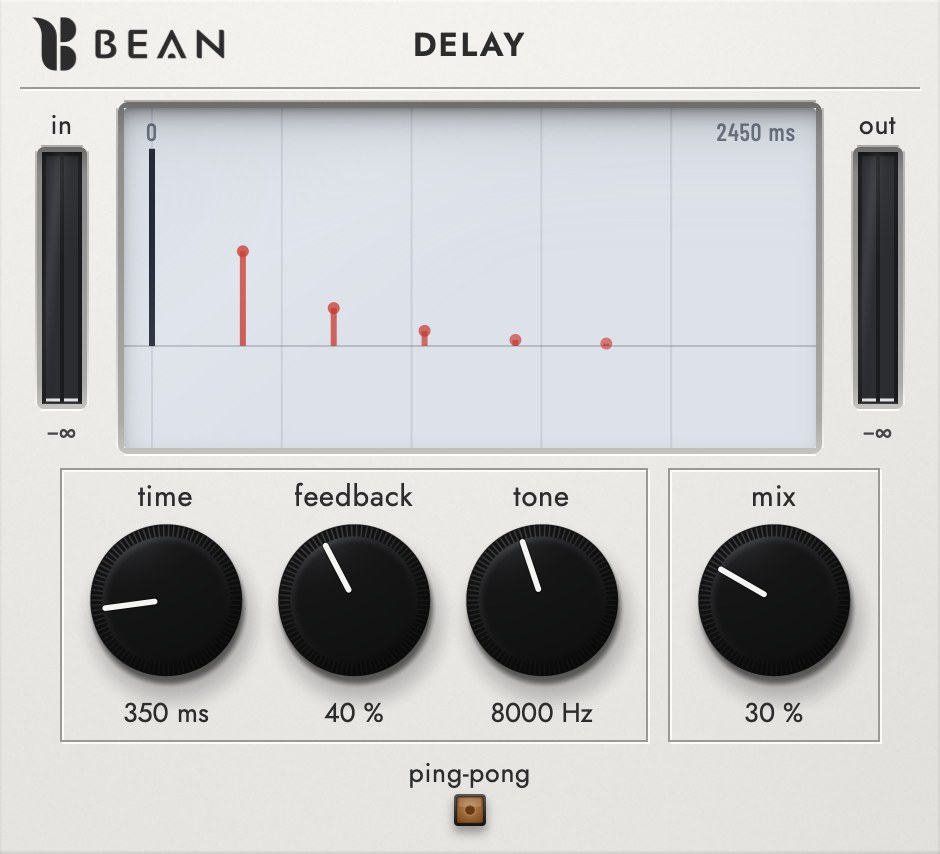 BEAN
DELAY
in
0
2450 ms
out
−∞
−∞
time
feedback
tone
mix
350 ms
40 %
8000 Hz
30 %
ping-pong